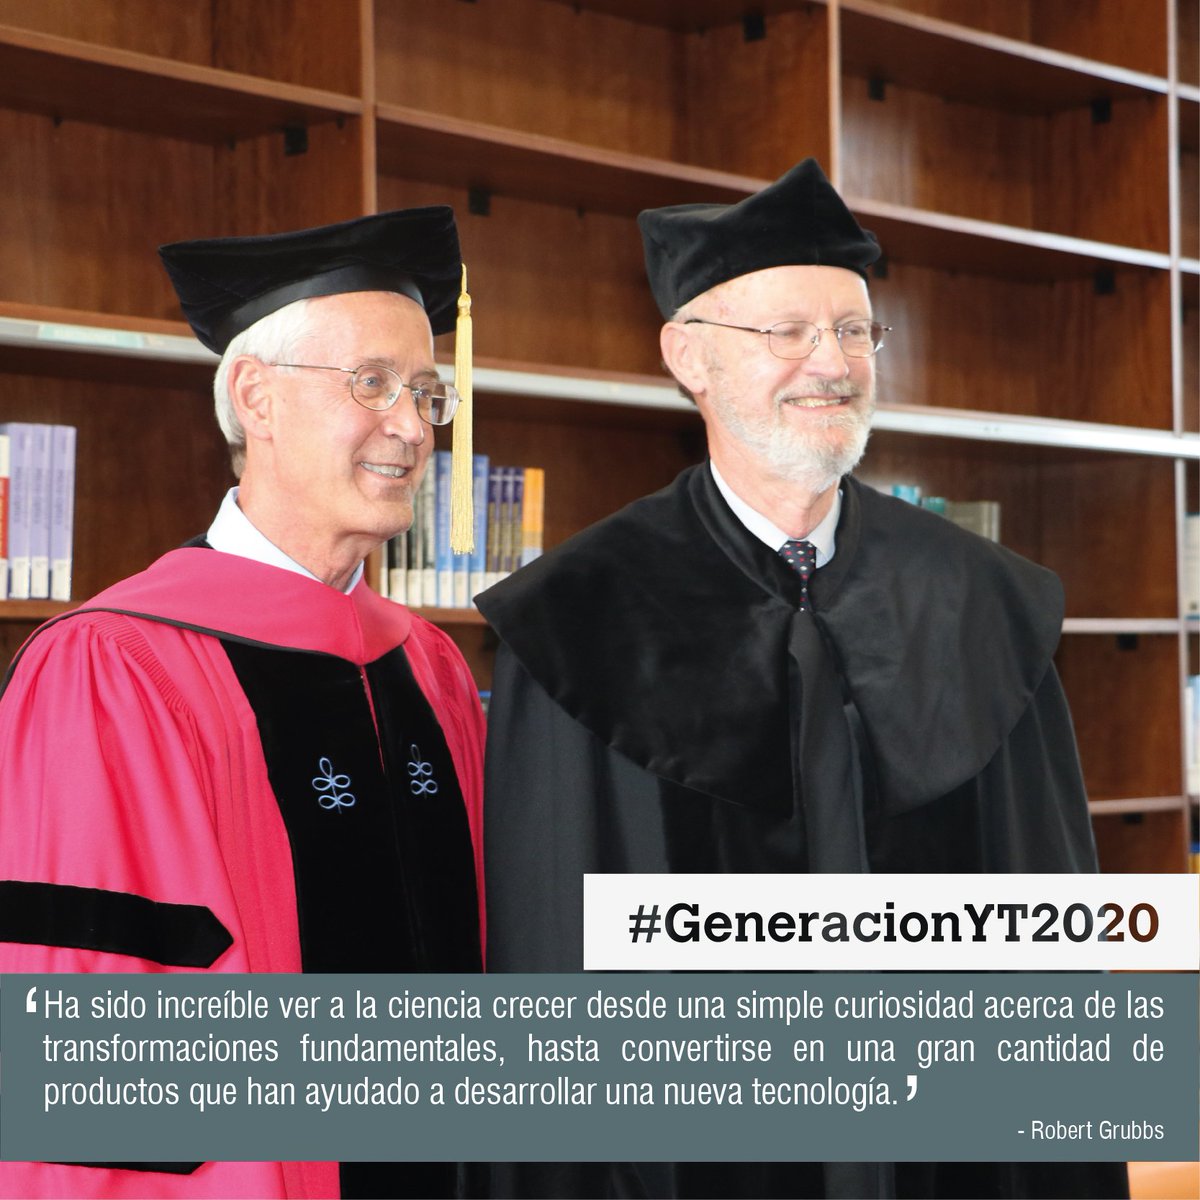 #GeneracionYT2020
‘Ha sido increíble ver a la ciencia crecer desde una simple curiosidad acerca de las
transformaciones fundamentales, hasta convertirse en una gran cantidad de
productos que han ayudado a desarrollar una nueva tecnología.’
- Robert Grubbs